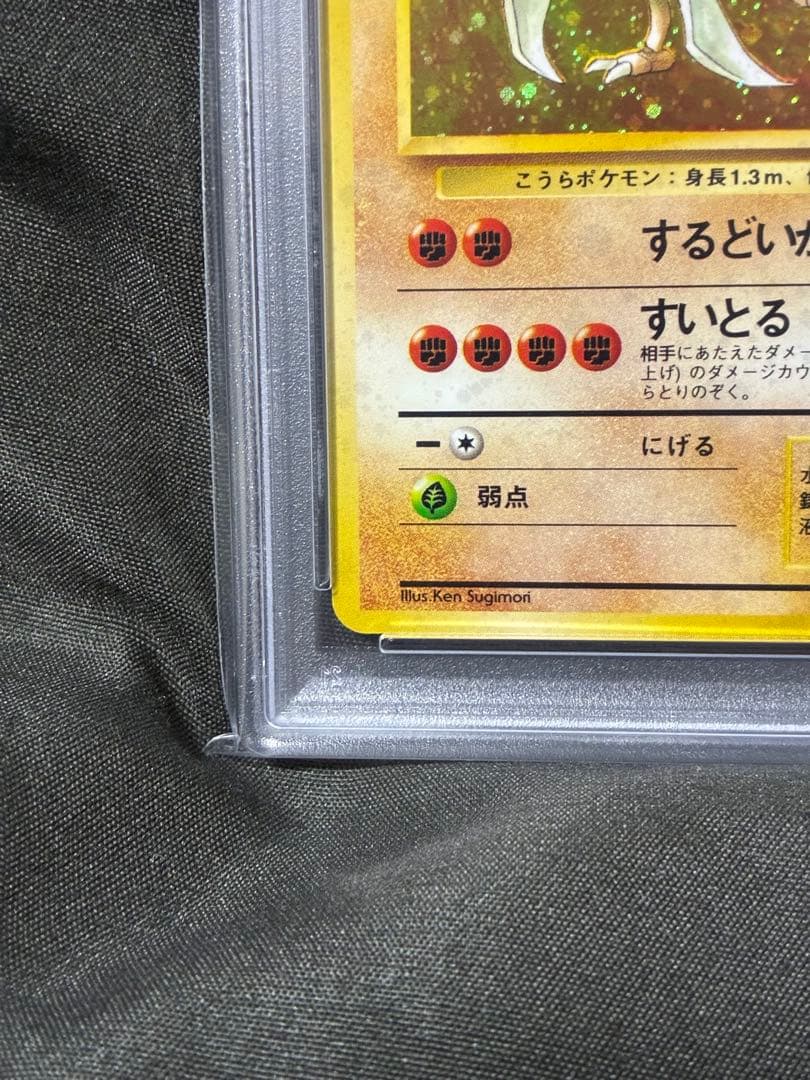 こうらポケモン：身長1.3m、
するどい
すいとる
相手にあたえたダメー
上げ) のダメージカウ
らとりのぞく。
にげる
弱点
Illus.Ken Sugimori